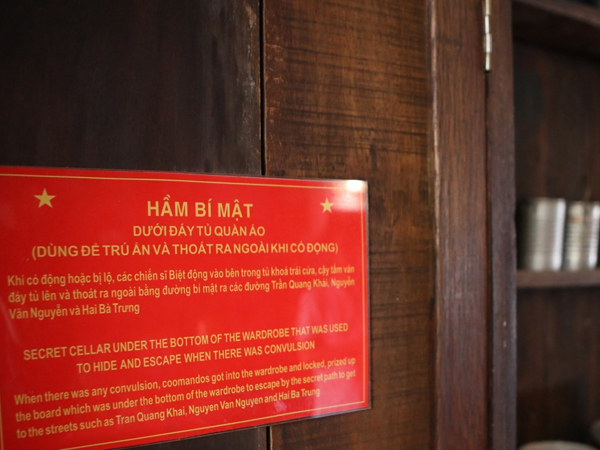 HẦM BÍ MẬT
DƯỚI ĐÁY TỦ QUẦN ÁO
(DÙNG ĐỂ TRÚ ẨN VÀ THOÁT RA NGOÀI KHI CÓ ĐỘNG)
Khi có động hoặc bị lộ, các chiến sĩ Biệt động vào bên trong tủ khoá trái cửa, cậy tấm ván
đáy tủ lên và thoát ra ngoài bằng đường bí mật ra các đường Trần Quang Khải, Nguyễn
Văn Nguyễn và Hai Bà Trưng
SECRET CELLAR UNDER THE BOTTOM OF THE WARDROBE THAT WAS USED
TO HIDE AND ESCAPE WHEN THERE WAS CONVULSION
When there was any convulsion, coomandos got into the wardrobe and locked, prized up
the board which was under the bottom of the wardrobe to escape by the secret path to get
to the streets such as Tran Quang Khai, Nguyen Van Nguyen and Hai Ba Trung